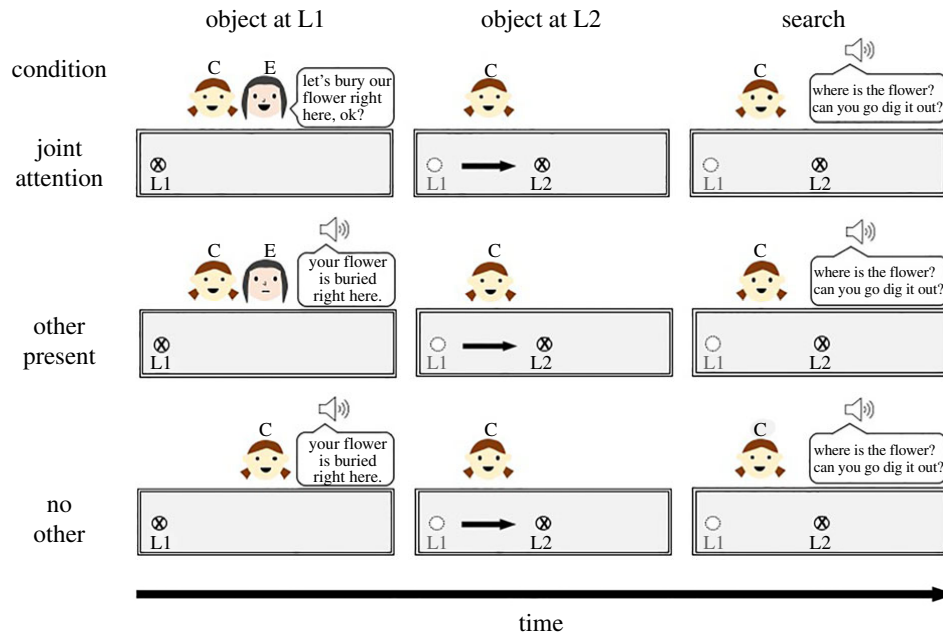 object at L1 object at L2 search
condition
C E C C
let's bury our
flower right
here, ok?
where is the flower?
can you go dig it out?
joint
attention
L1 L1 L2 L1 L2
C E C C
your flower
is buried
right here.
where is the flower?
can you go dig it out?
other
present
L1 L1 L2 L1 L2
C C C
your flower
is buried
right here.
where is the flower?
can you go dig it out?
no
other
L1 L1 L2 L1 L2
time